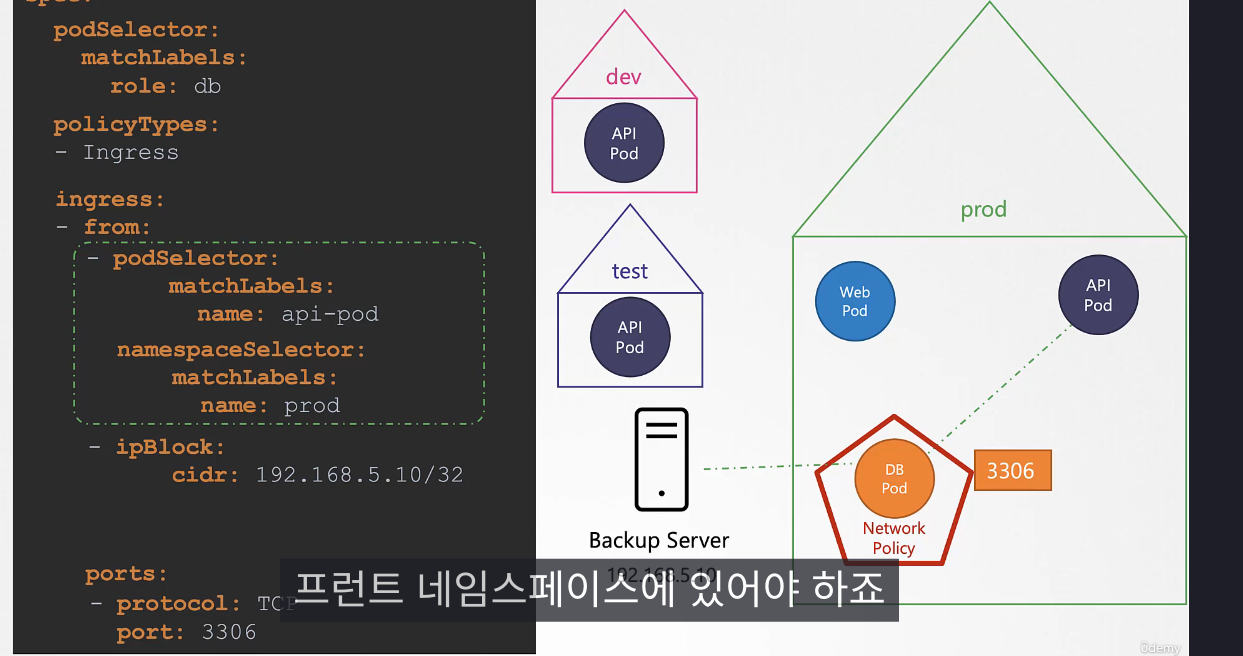 podSelector:
matchLabels:
role: db
policyTypes:
- Ingress
ingress:
- from:
- podSelector:
matchLabels:
name: api-pod
namespaceSelector:
matchLabels:
name: prod
- ipBlock:
cidr: 192.168.5.10/32
ports:
- protocol: TCP
port: 3306
dev
API
Pod
test
API
Pod
Backup Server
192.168.5.10
prod
Web
Pod
API
Pod
DB
Pod
3306
Network
Policy
프런트 네임스페이스에 있어야 하죠
ûdemy